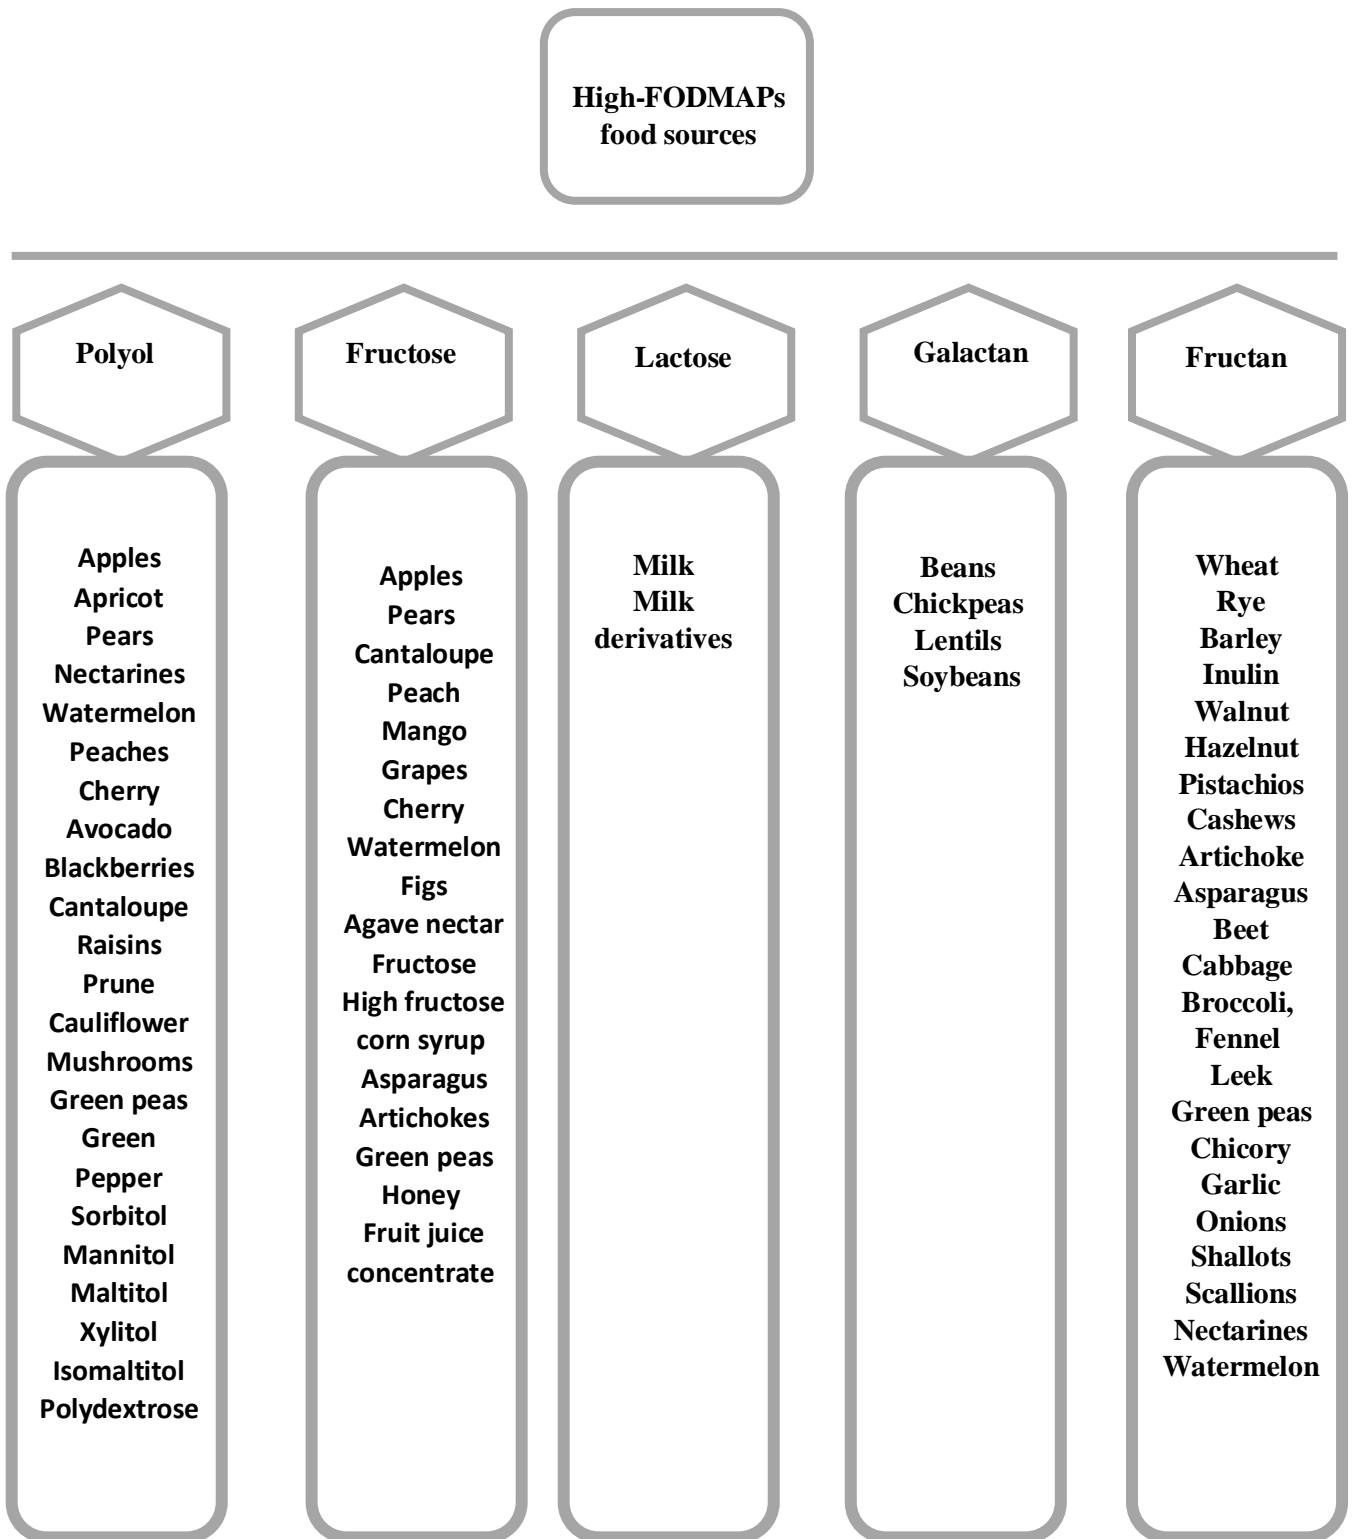 High-FODMAPs
food sources
Polyol
Fructose
Lactose
Galactan
Fructan
Apples
Apricot
Pears
Nectarines
Watermelon
Peaches
Cherry
Avocado
Blackberries
Cantaloupe
Raisins
Prune
Cauliflower
Mushrooms
Green peas
Green
Pepper
Sorbitol
Mannitol
Maltitol
Xylitol
Isomaltitol
Polydextrose
Apples
Pears
Cantaloupe
Peach
Mango
Grapes
Cherry
Watermelon
Figs
Agave nectar
Fructose
High fructose
corn syrup
Asparagus
Artichokes
Green peas
Honey
Fruit juice
concentrate
Milk
Milk
derivatives
Beans
Chickpeas
Lentils
Soybeans
Wheat
Rye
Barley
Inulin
Walnut
Hazelnut
Pistachios
Cashews
Artichoke
Asparagus
Beet
Cabbage
Broccoli,
Fennel
Leek
Green peas
Chicory
Garlic
Onions
Shallots
Scallions
Nectarines
Watermelon